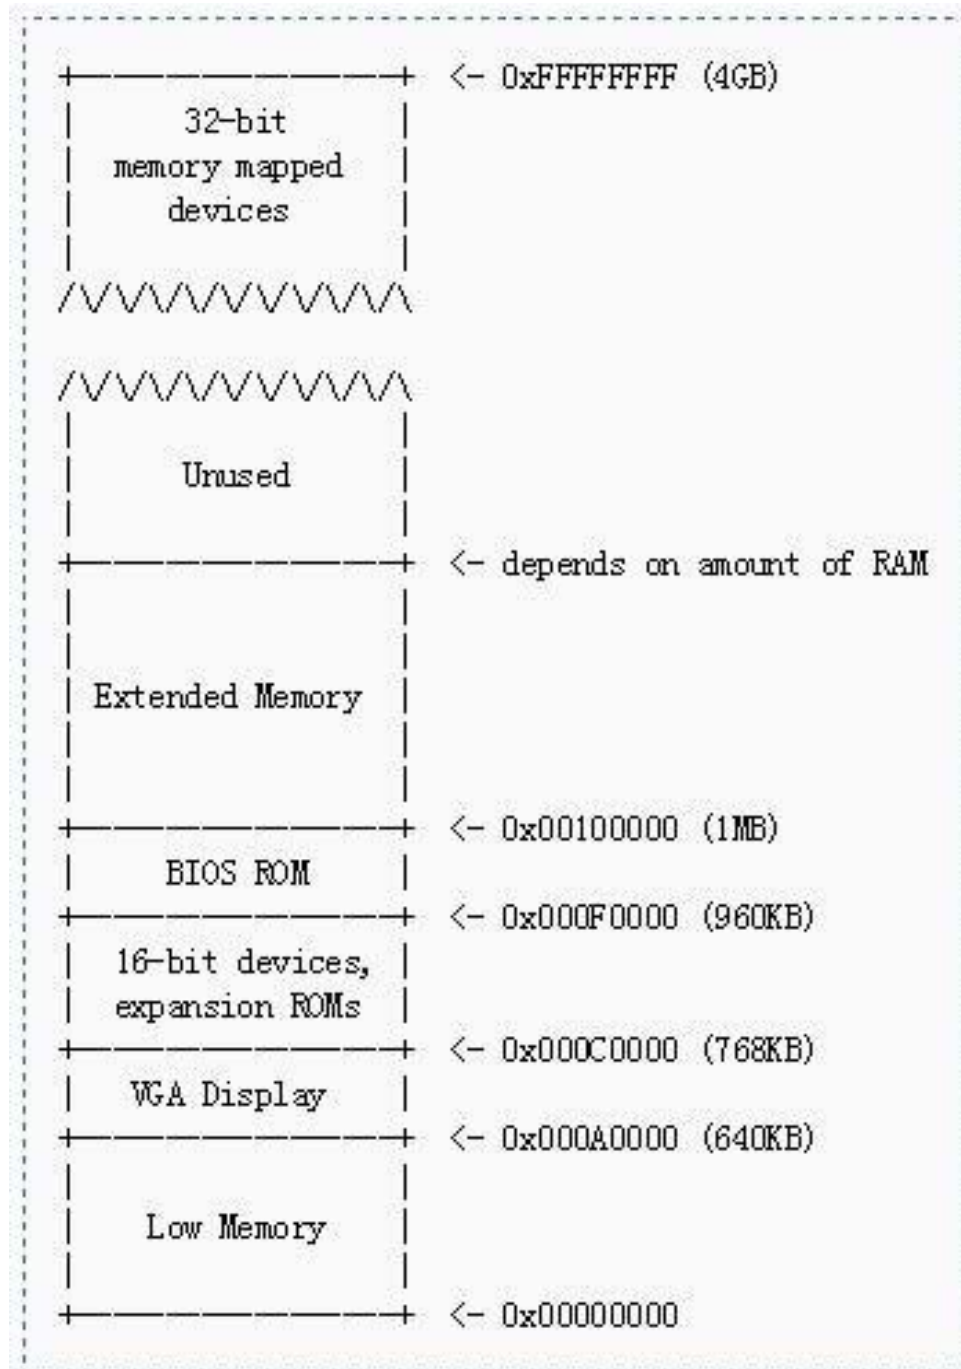 +------------------+  <- 0xFFFFFFFF (4GB)
|      32-bit      |
|  memory mapped   |
|     devices      |
|                  |
/\/\/\/\/\/\/\/\/\/\
/\/\/\/\/\/\/\/\/\/\
|                  |
|      Unused      |
|                  |
+------------------+  <- depends on amount of RAM
|                  |
|                  |
| Extended Memory  |
|                  |
|                  |
+------------------+  <- 0x00100000 (1MB)
|     BIOS ROM     |
+------------------+  <- 0x000F0000 (960KB)
|  16-bit devices, |
|  expansion ROMs  |
+------------------+  <- 0x000C0000 (768KB)
|   VGA Display    |
+------------------+  <- 0x000A0000 (640KB)
|                  |
|    Low Memory    |
|                  |
+------------------+  <- 0x00000000